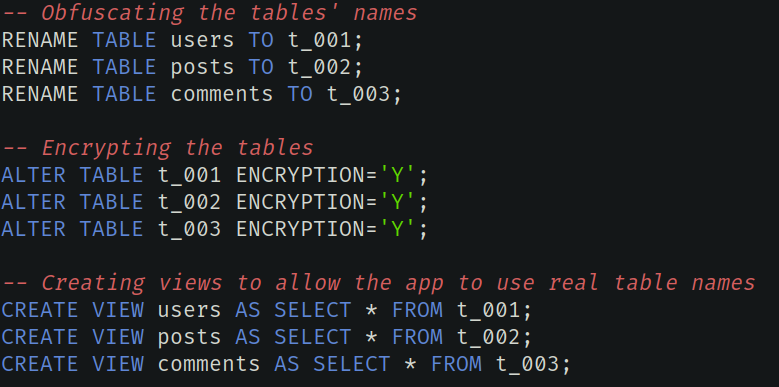 -- Obfuscating the tables' names
RENAME TABLE users TO t_001;
RENAME TABLE posts TO t_002;
RENAME TABLE comments TO t_003;
-- Encrypting the tables
ALTER TABLE t_001 ENCRYPTION='Y';
ALTER TABLE t_002 ENCRYPTION='Y';
ALTER TABLE t_003 ENCRYPTION='Y';
-- Creating views to allow the app to use real table names
CREATE VIEW users AS SELECT * FROM t_001;
CREATE VIEW posts AS SELECT * FROM t_002;
CREATE VIEW comments AS SELECT * FROM t_003;